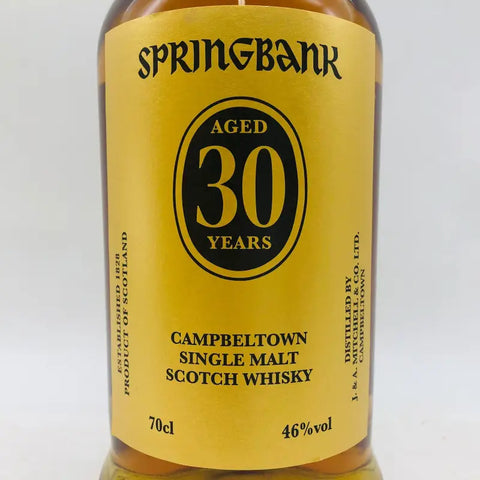 SPRINGBANK
AGED
30
YEARS
ESTABLISHED 1828
PRODUCT OF SCOTLAND
DISTILLED BY
J. & A. MITCHELL & CO. LTD.
CAMPBELTOWN
CAMPBELTOWN
SINGLE MALT
SCOTCH WHISKY
70cl
46%vol